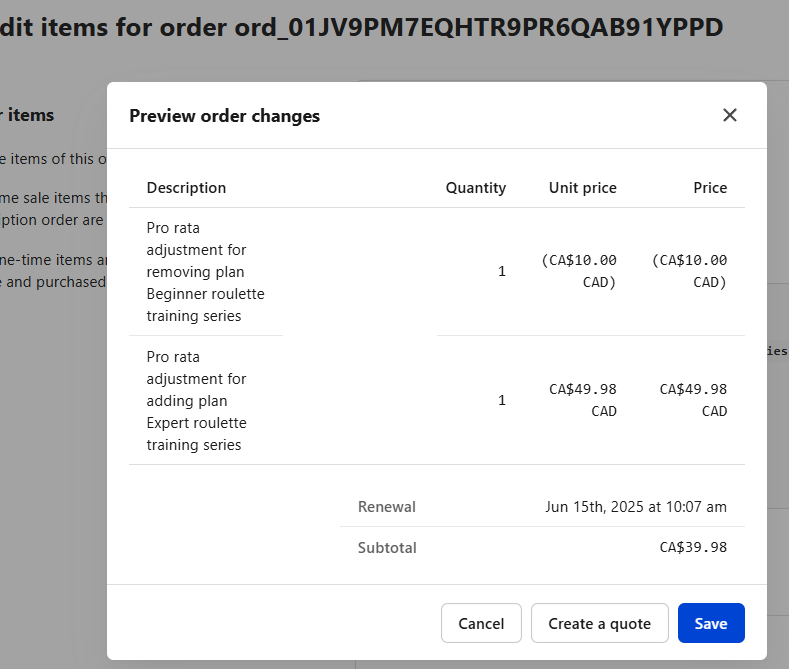 dit items for order ord_01JV9PM7EQHTR9PR6QAB91YPPD
r items
e items of this o
me sale items th
ption order are
ne-time items ar
e and purchased
ies
Preview order changes
Description Quantity Unit price Price
Pro rata
adjustment for
removing plan
Beginner roulette
training series
1
(CA$10.00
CAD)
(CA$10.00
CAD)
Pro rata
adjustment for
adding plan
Expert roulette
training series
1
CA$49.98
CAD
CA$49.98
CAD
Renewal Jun 15th, 2025 at 10:07 am
Subtotal CA$39.98
Cancel Create a quote Save